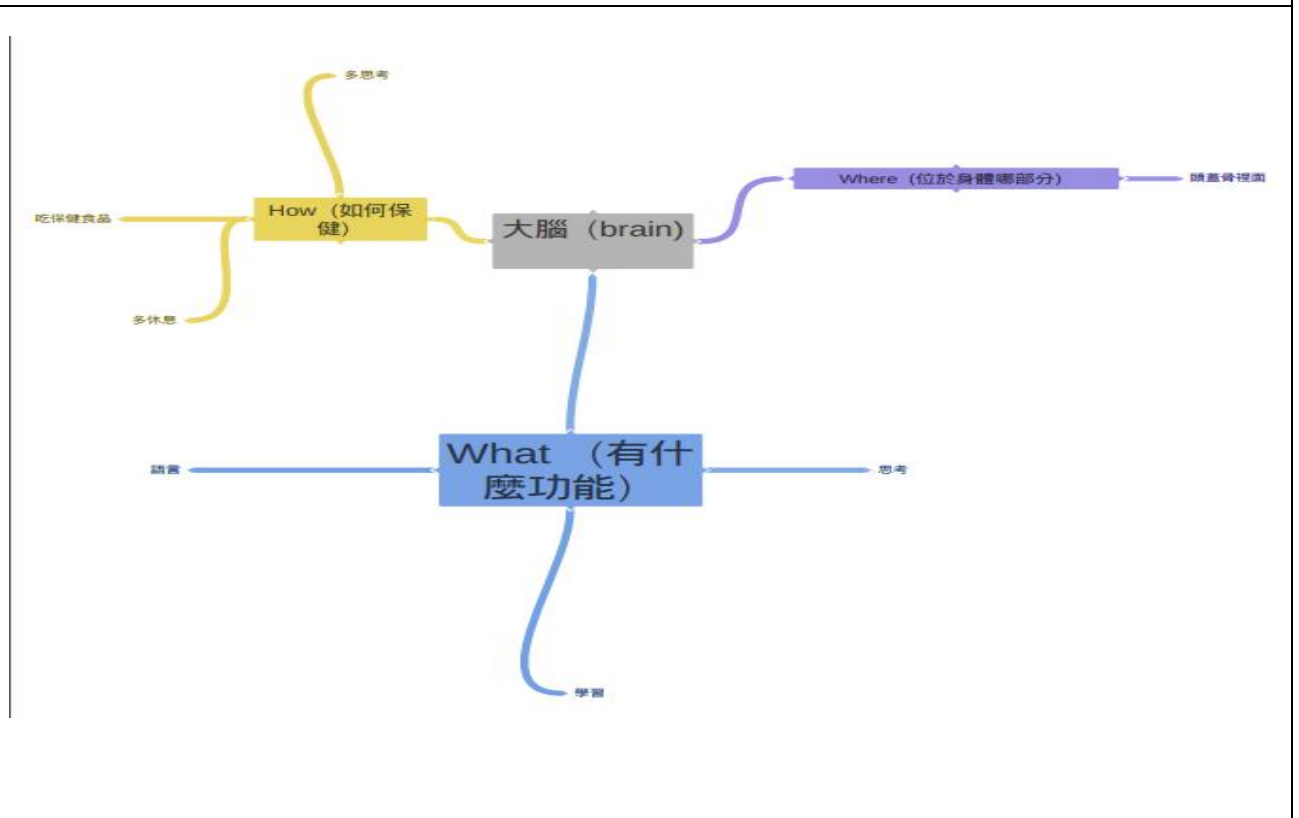 多思考
Where (位於身體哪部分)
頭蓋骨裡面
吃保健食品
How (如何保
健)
大腦 (brain)
多休息
What (有什
麼功能)
語言
思考
學習